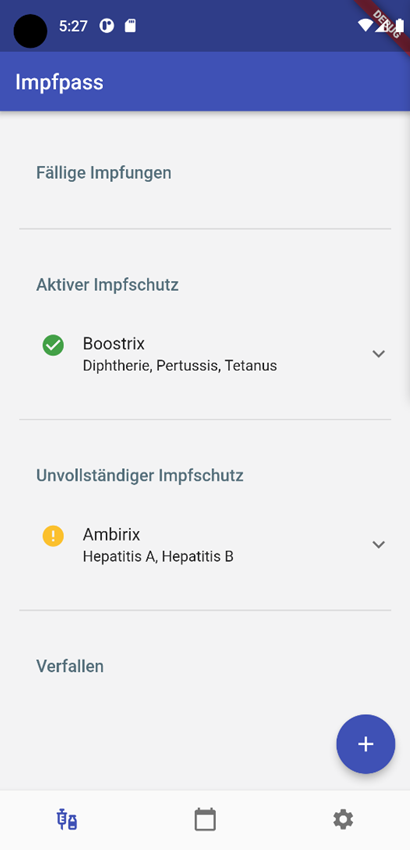 5:27
DEBUG
Impfpass
Fällige Impfungen
Aktiver Impfschutz
Boostrix
Diphtherie, Pertussis, Tetanus
Unvollständiger Impfschutz
Ambirix
Hepatitis A, Hepatitis B
Verfallen